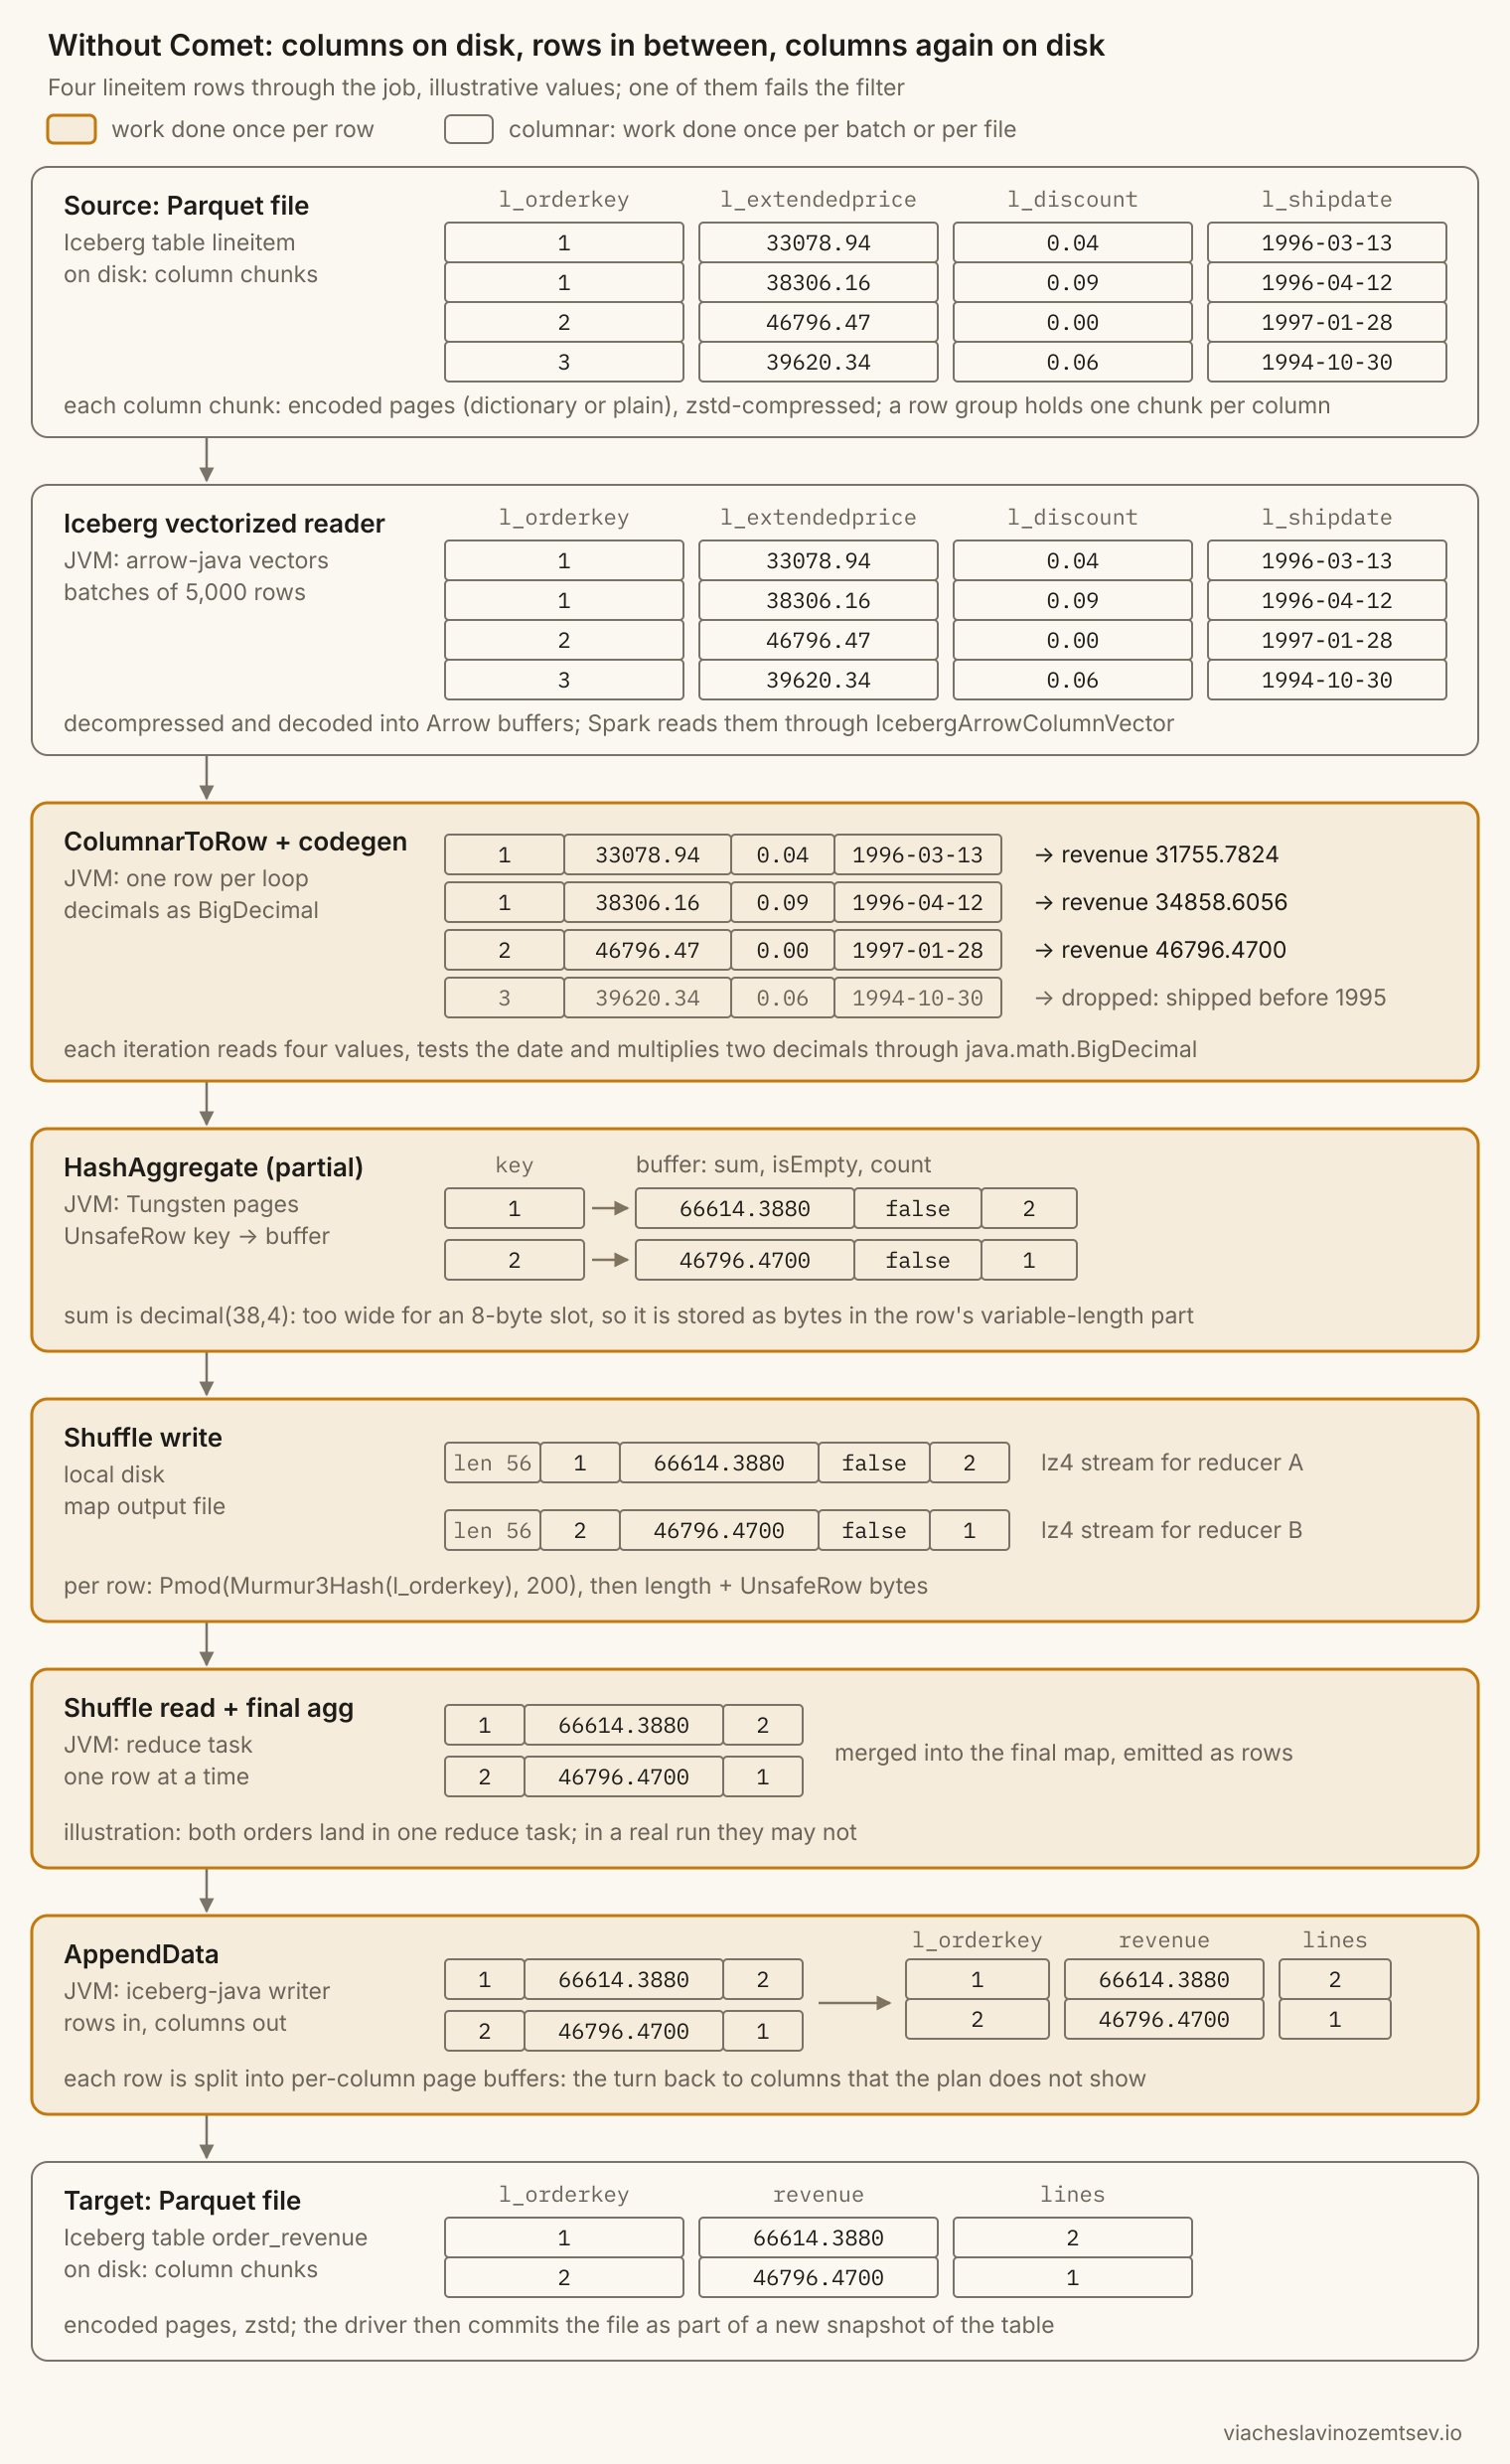 Without Comet: columns on disk, rows in between, columns again on disk
Four lineitem rows through the job, illustrative values; one of them fails the filter
work done once per row
columnar: work done once per batch or per file
Source: Parquet file
Iceberg table lineitem
on disk: column chunks
l_orderkey l_extendedprice l_discount l_shipdate
1 33078.94 0.04 1996-03-13
1 38306.16 0.09 1996-04-12
2 46796.47 0.00 1997-01-28
3 39620.34 0.06 1994-10-30
each column chunk: encoded pages (dictionary or plain), zstd-compressed; a row group holds one chunk per column
Iceberg vectorized reader
JVM: arrow-java vectors
batches of 5,000 rows
l_orderkey l_extendedprice l_discount l_shipdate
1 33078.94 0.04 1996-03-13
1 38306.16 0.09 1996-04-12
2 46796.47 0.00 1997-01-28
3 39620.34 0.06 1994-10-30
decompressed and decoded into Arrow buffers; Spark reads them through IcebergArrowColumnVector
ColumnarToRow + codegen
JVM: one row per loop
decimals as BigDecimal
1 33078.94 0.04 1996-03-13 → revenue 31755.7824
1 38306.16 0.09 1996-04-12 → revenue 34858.6056
2 46796.47 0.00 1997-01-28 → revenue 46796.4700
3 39620.34 0.06 1994-10-30 → dropped: shipped before 1995
each iteration reads four values, tests the date and multiplies two decimals through java.math.BigDecimal
HashAggregate (partial)
JVM: Tungsten pages
UnsafeRow key → buffer
key buffer: sum, isEmpty, count
1 66614.3880 false 2
2 46796.4700 false 1
sum is decimal(38,4): too wide for an 8-byte slot, so it is stored as bytes in the row's variable-length part
Shuffle write
local disk
map output file
len 56 1 66614.3880 false 2 lz4 stream for reducer A
len 56 2 46796.4700 false 1 lz4 stream for reducer B
per row: Pmod(Murmur3Hash(l_orderkey), 200), then length + UnsafeRow bytes
Shuffle read + final agg
JVM: reduce task
one row at a time
1 66614.3880 2
2 46796.4700 1
merged into the final map, emitted as rows
illustration: both orders land in one reduce task; in a real run they may not
AppendData
JVM: iceberg-java writer
rows in, columns out
1 66614.3880 2
2 46796.4700 1
l_orderkey revenue lines
1 66614.3880 2
2 46796.4700 1
each row is split into per-column page buffers: the turn back to columns that the plan does not show
Target: Parquet file
Iceberg table order_revenue
on disk: column chunks
l_orderkey revenue lines
1 66614.3880 2
2 46796.4700 1
encoded pages, zstd; the driver then commits the file as part of a new snapshot of the table
viacheslavinozemtsev.io